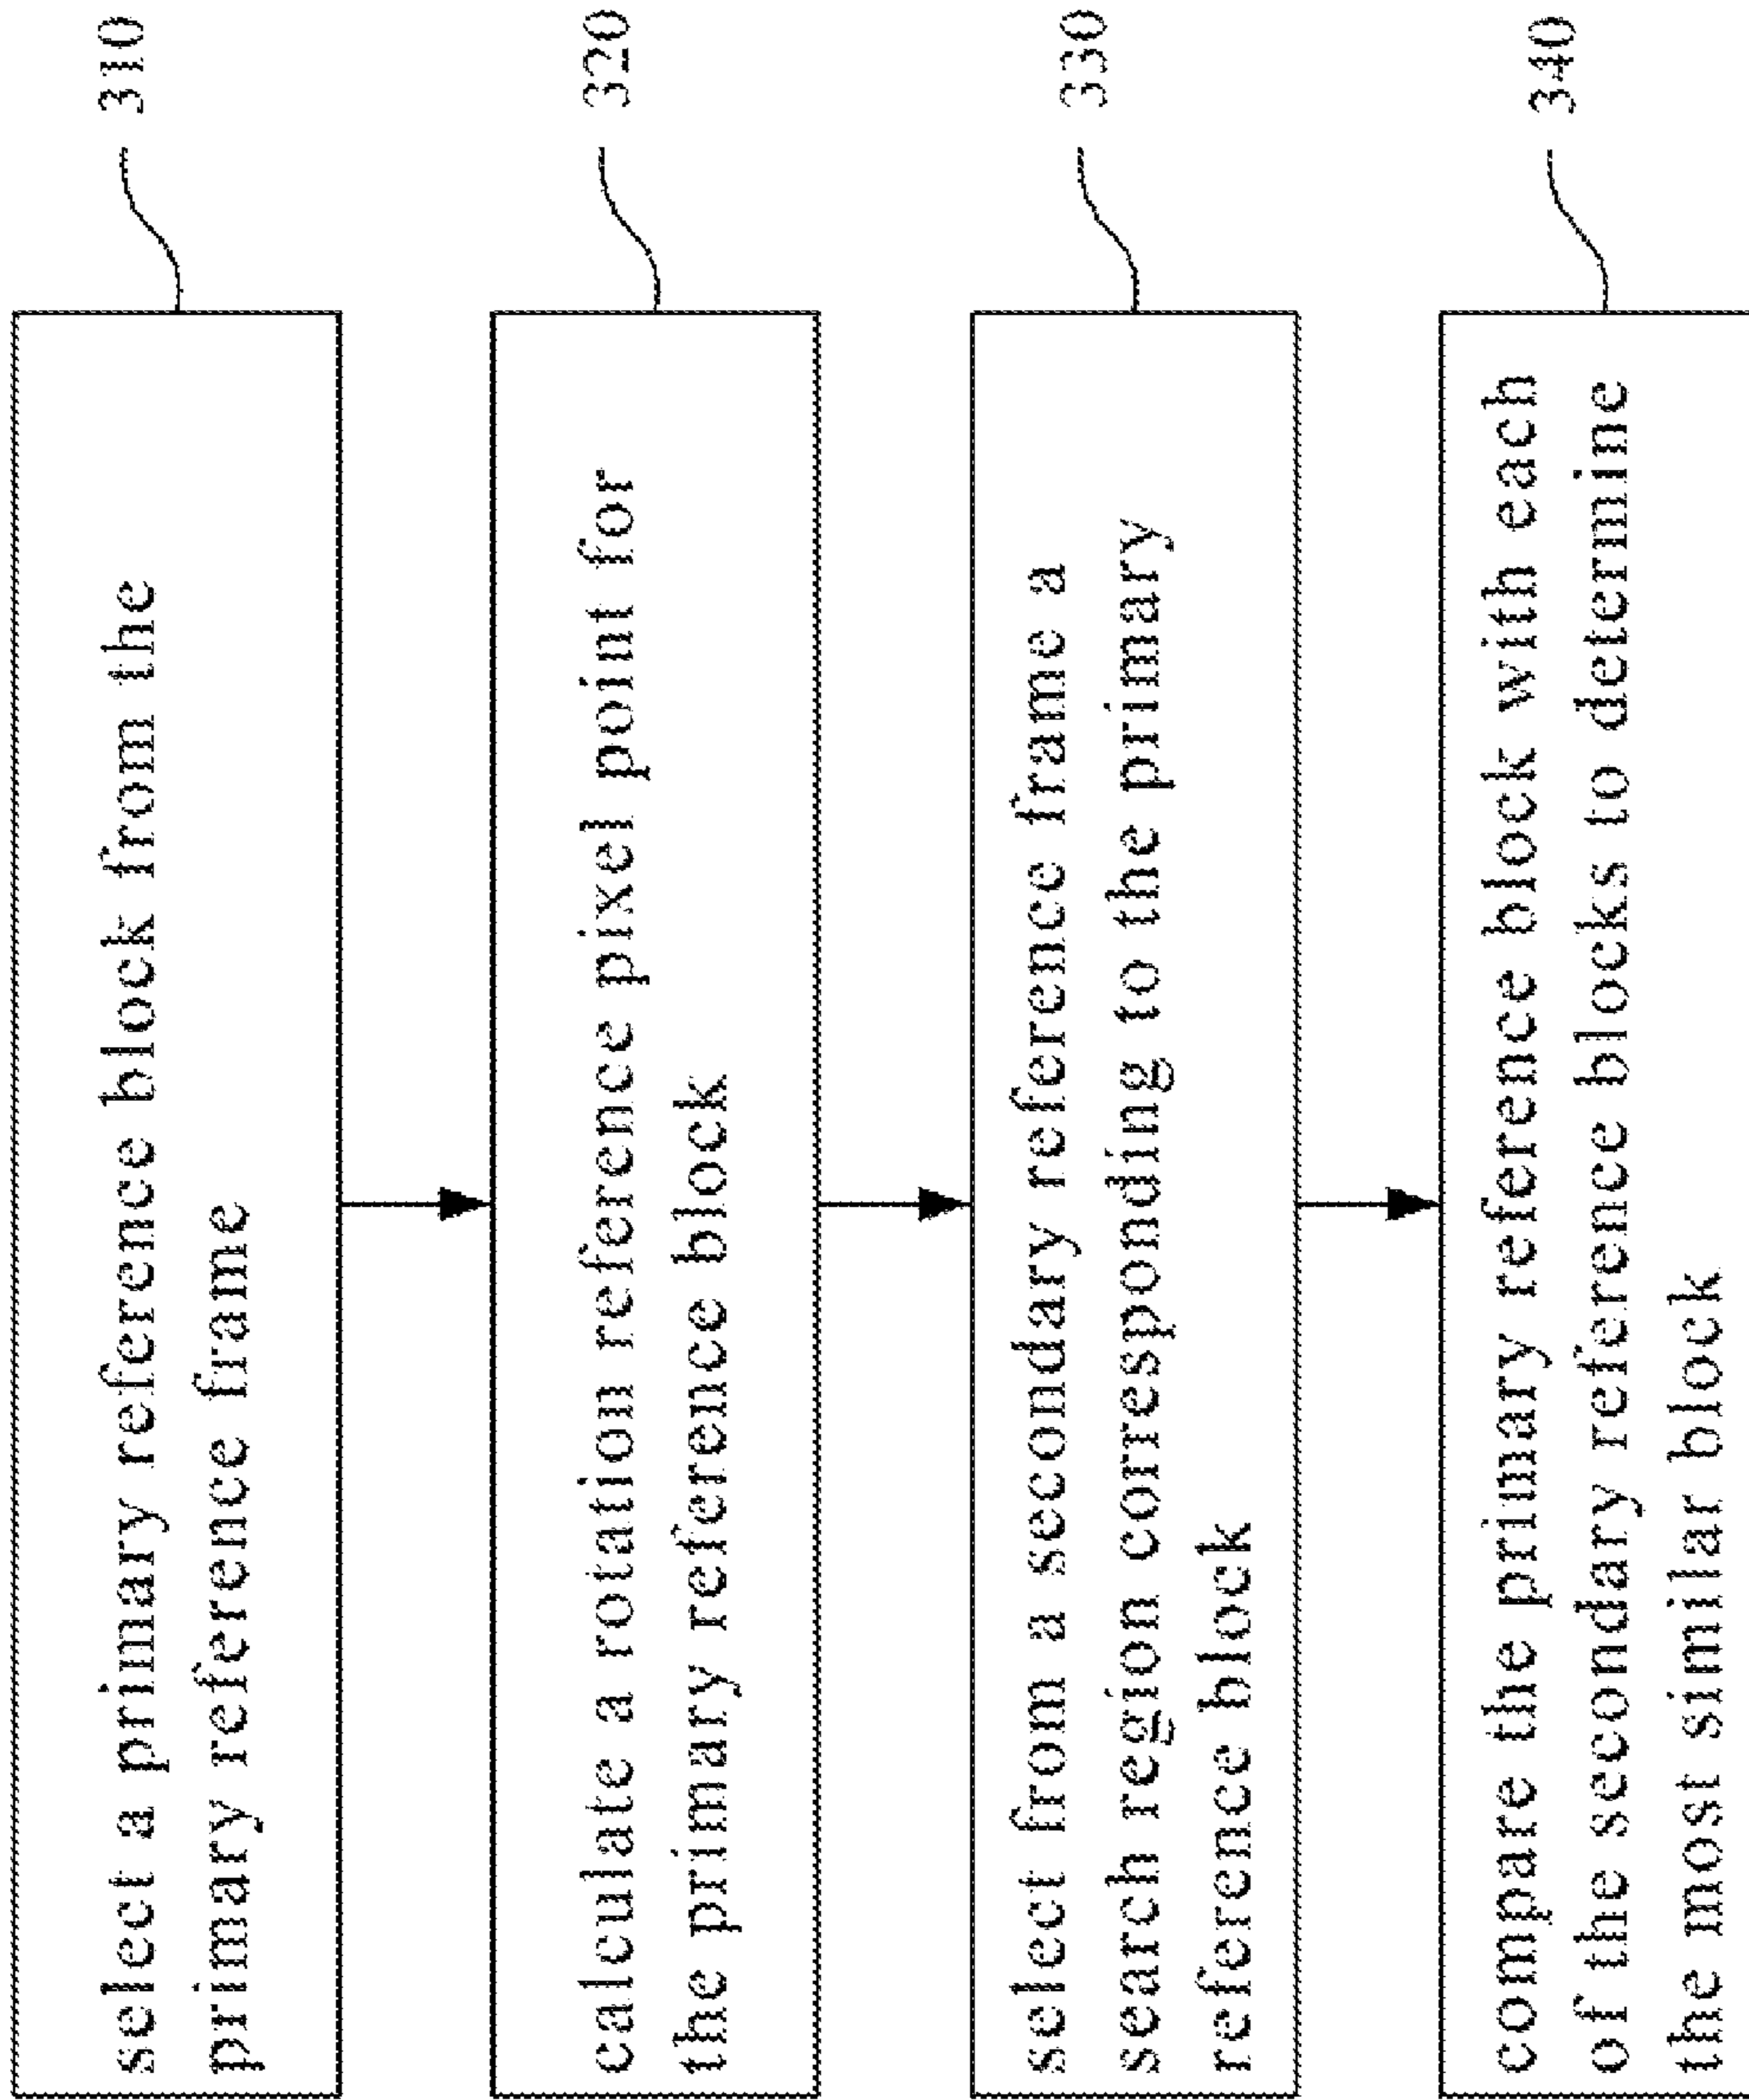 select a primary reference block from the
primary reference frame
310
calculate a rotation reference pixel point for
the primary reference block
320
select from a secondary reference frame a
search region corresponding to the primary
reference block
330
compare the primary reference block with each
of the secondary reference blocks to determine
the most similar block
340